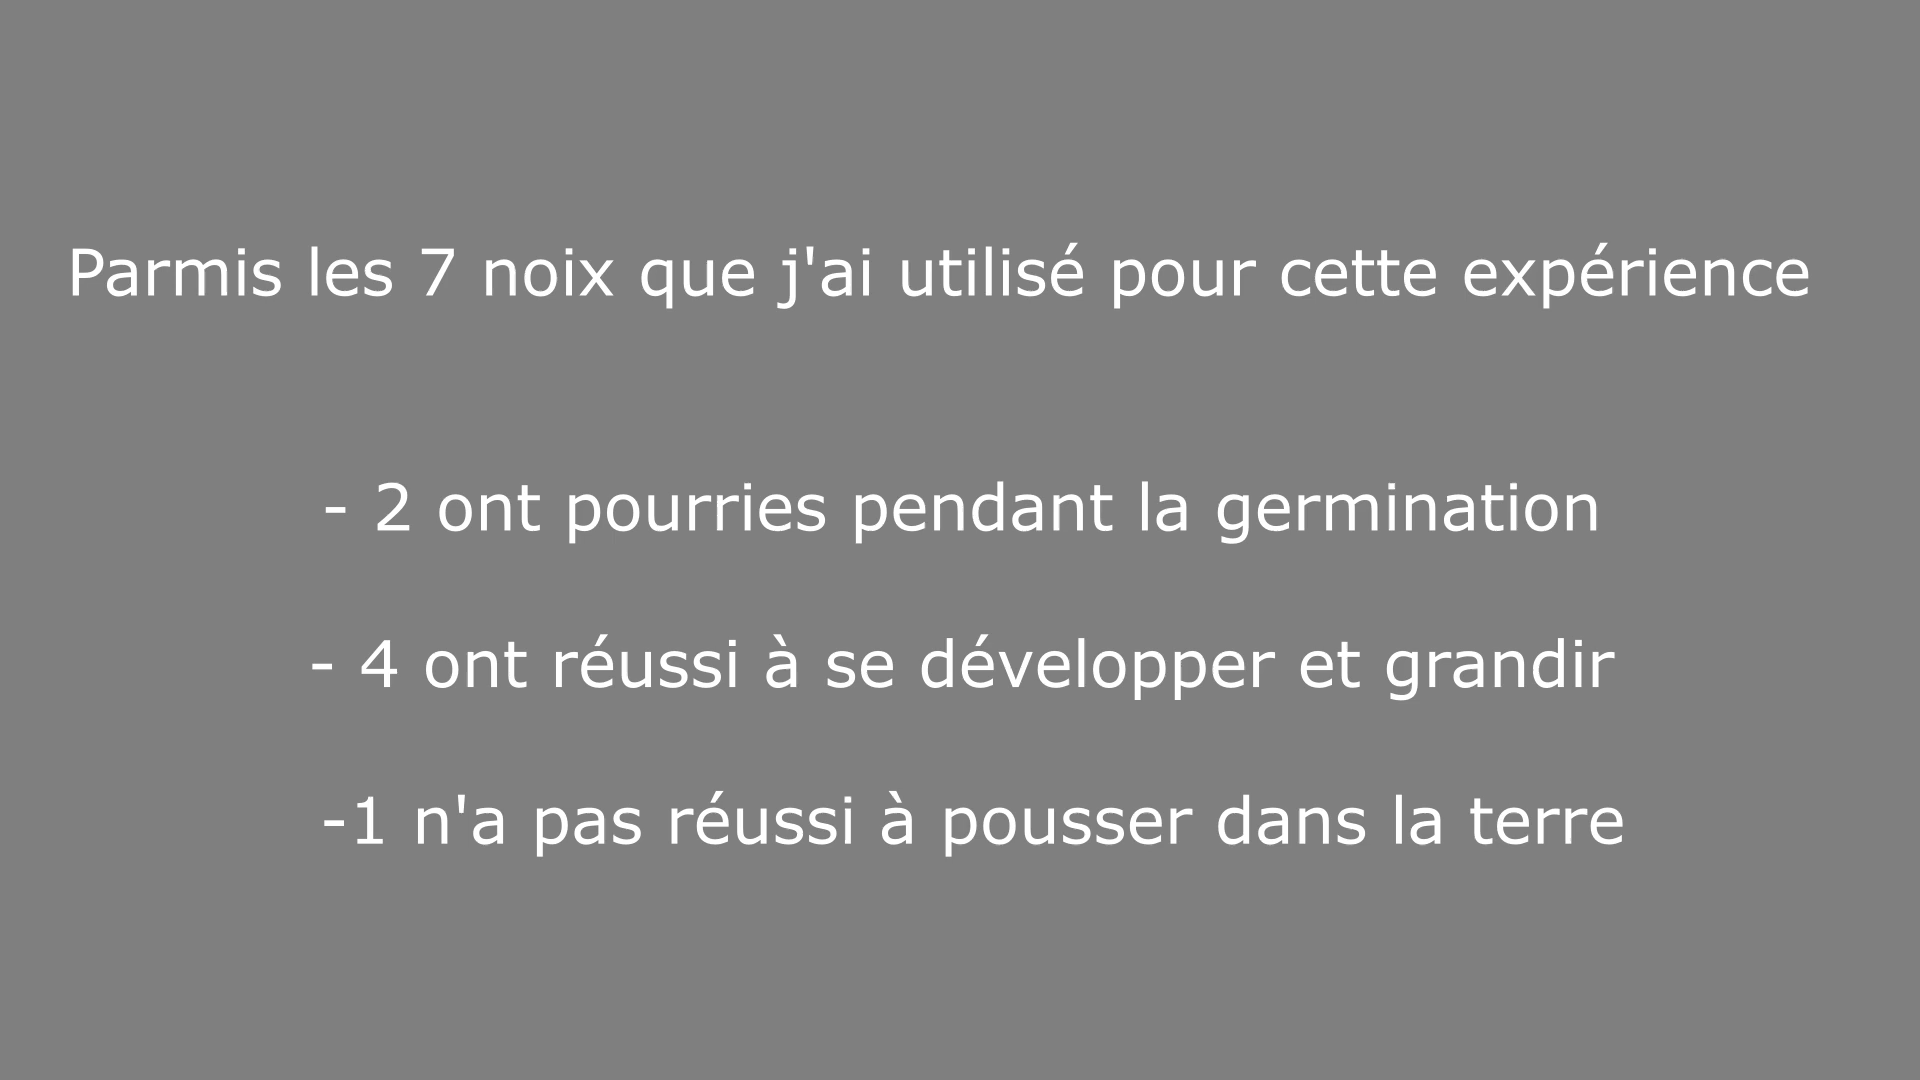 Parmis les 7 noix que j'ai utilisé pour cette expérience
- 2 ont pourries pendant la germination
- 4 ont réussi à se développer et grandir
-1 n'a pas réussi à pousser dans la terre